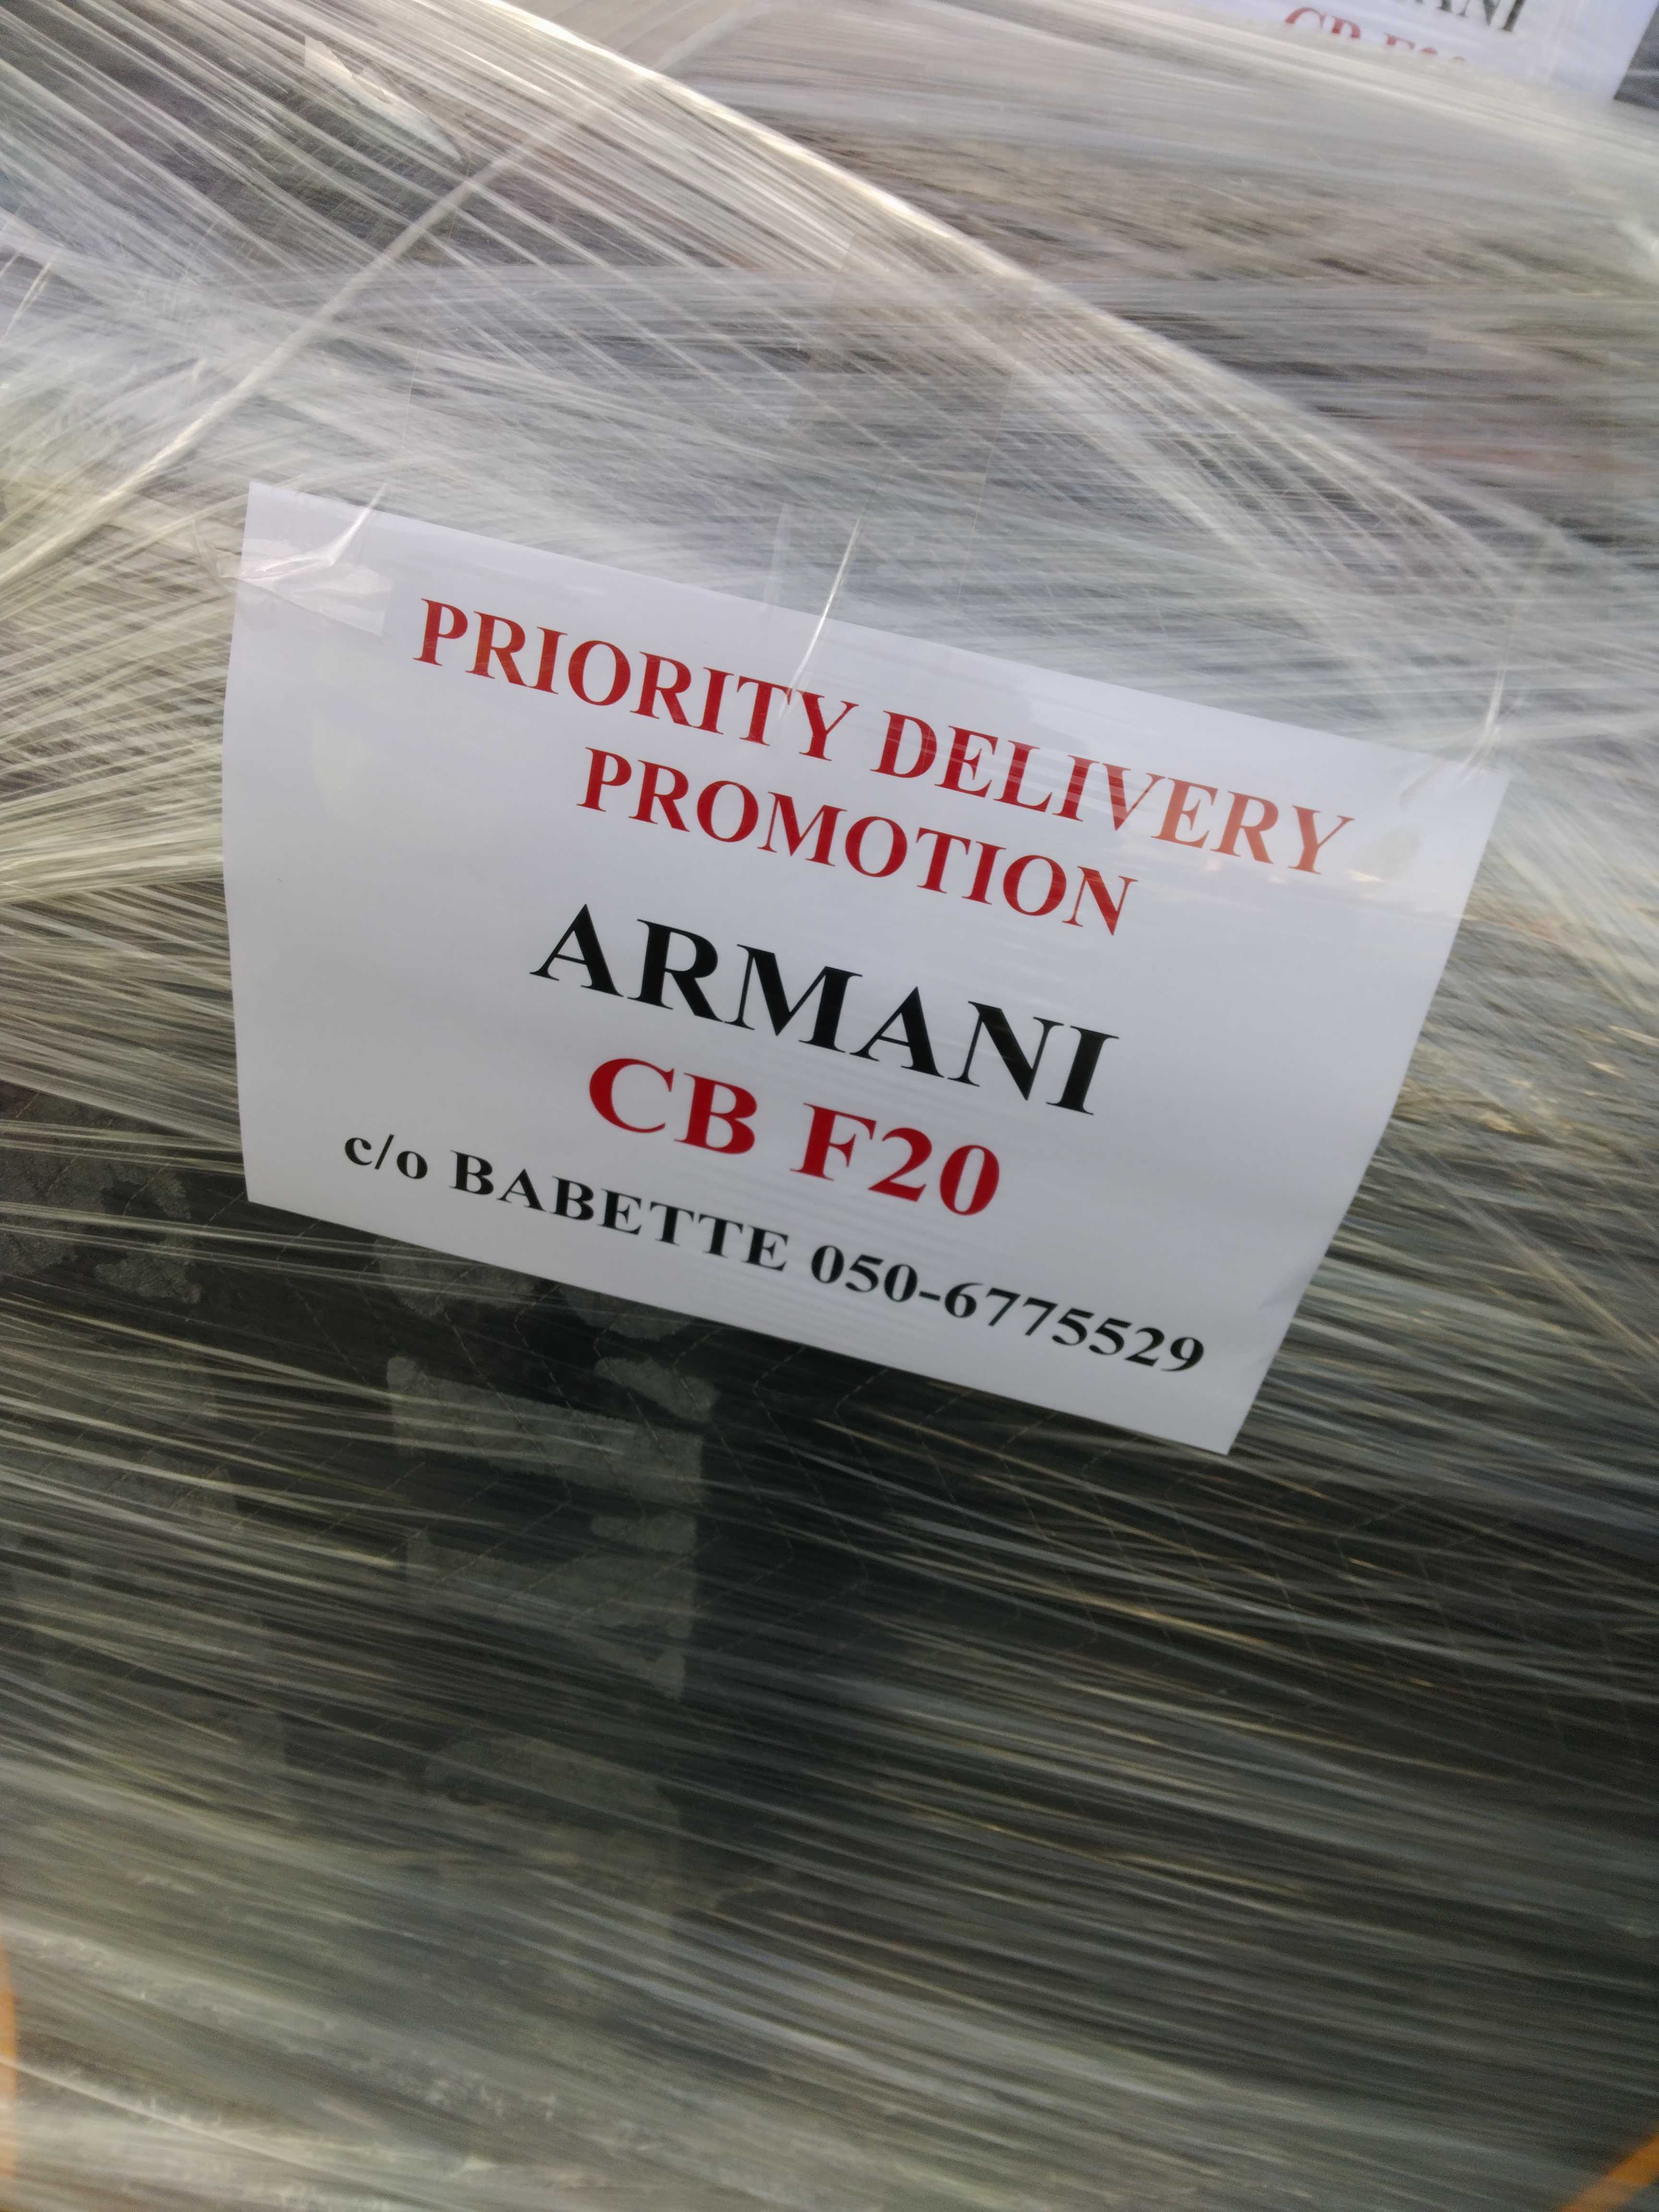 PRIORITY DELIVERY
PROMOTION
ARMANI
CB F20
c/o BABETTE 050-6775529